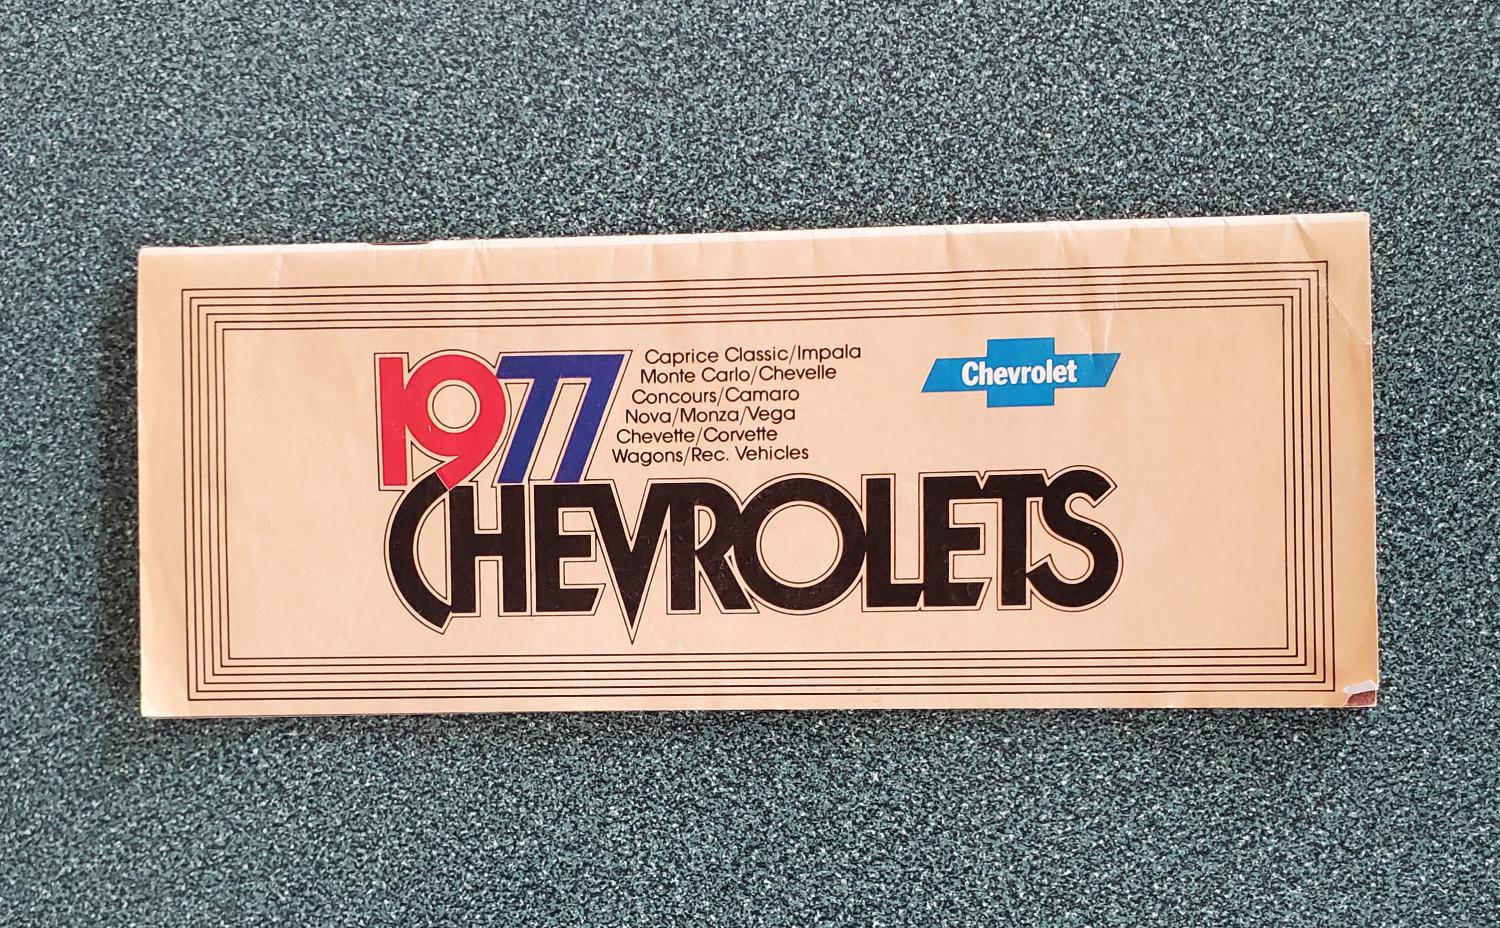 1977
Caprice Classic/Impala
Monte Carlo/Chevelle
Concours/Camaro
Nova/Monza/Vega
Chevette/Corvette
Wagons/Rec. Vehicles
Chevrolet
CHEVROLETS